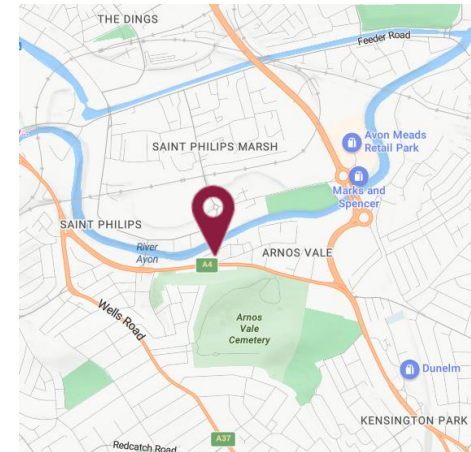 THE DINGS
Feeder Road
Avon Meads
Retail Park
SAINT PHILIPS MARSH
Marks and
Spencer
SAINT PHILIPS
River
Avon
ARNOS VALE
A4
Wells Road
Arnos
Vale
Cemetery
Dunelm
KENSINGTON PARK
A37
Redcatch Road